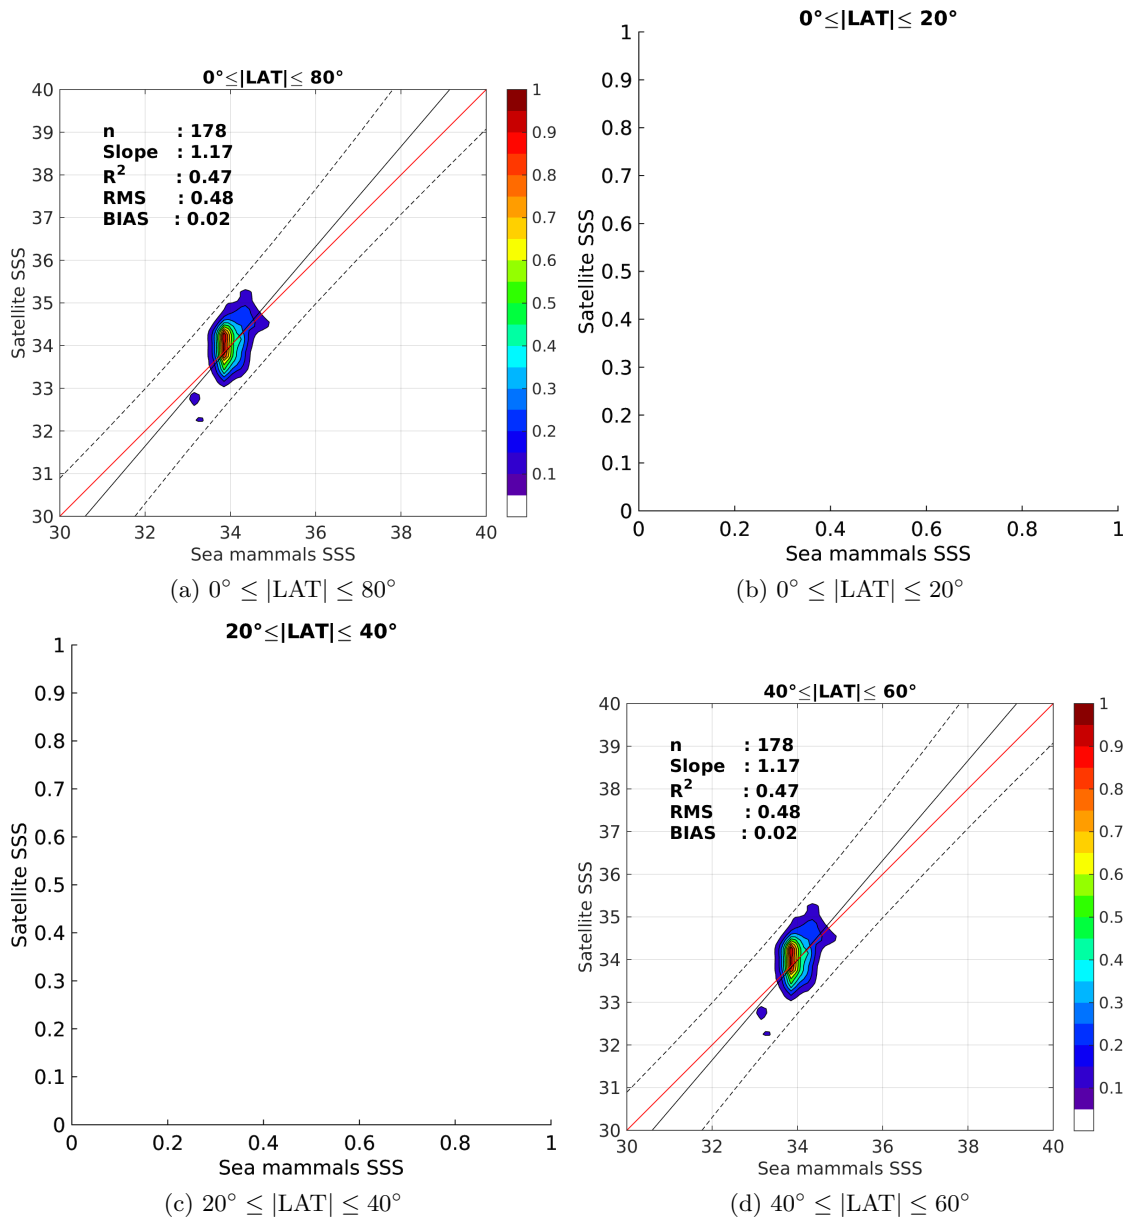 0°≤|LAT|≤ 80°
40
39
38
37
36
35
34
33
32
31
30
Satellite SSS
n : 178
Slope : 1.17
R2 : 0.47
RMS : 0.48
BIAS : 0.02
30 32 34 36 38 40
Sea mammals SSS
1
0.9
0.8
0.7
0.6
0.5
0.4
0.3
0.2
0.1
(a) 0° ≤ |LAT| ≤ 80°
0°≤|LAT|≤ 20°
1
0.9
0.8
0.7
0.6
0.5
0.4
0.3
0.2
0.1
0
Satellite SSS
0 0.2 0.4 0.6 0.8 1
Sea mammals SSS
(b) 0° ≤ |LAT| ≤ 20°
20°≤|LAT|≤ 40°
1
0.9
0.8
0.7
0.6
0.5
0.4
0.3
0.2
0.1
0
Satellite SSS
0 0.2 0.4 0.6 0.8 1
Sea mammals SSS
(c) 20° ≤ |LAT| ≤ 40°
40°≤|LAT|≤ 60°
40
39
38
37
36
35
34
33
32
31
30
Satellite SSS
n : 178
Slope : 1.17
R2 : 0.47
RMS : 0.48
BIAS : 0.02
30 32 34 36 38 40
Sea mammals SSS
1
0.9
0.8
0.7
0.6
0.5
0.4
0.3
0.2
0.1
(d) 40° ≤ |LAT| ≤ 60°